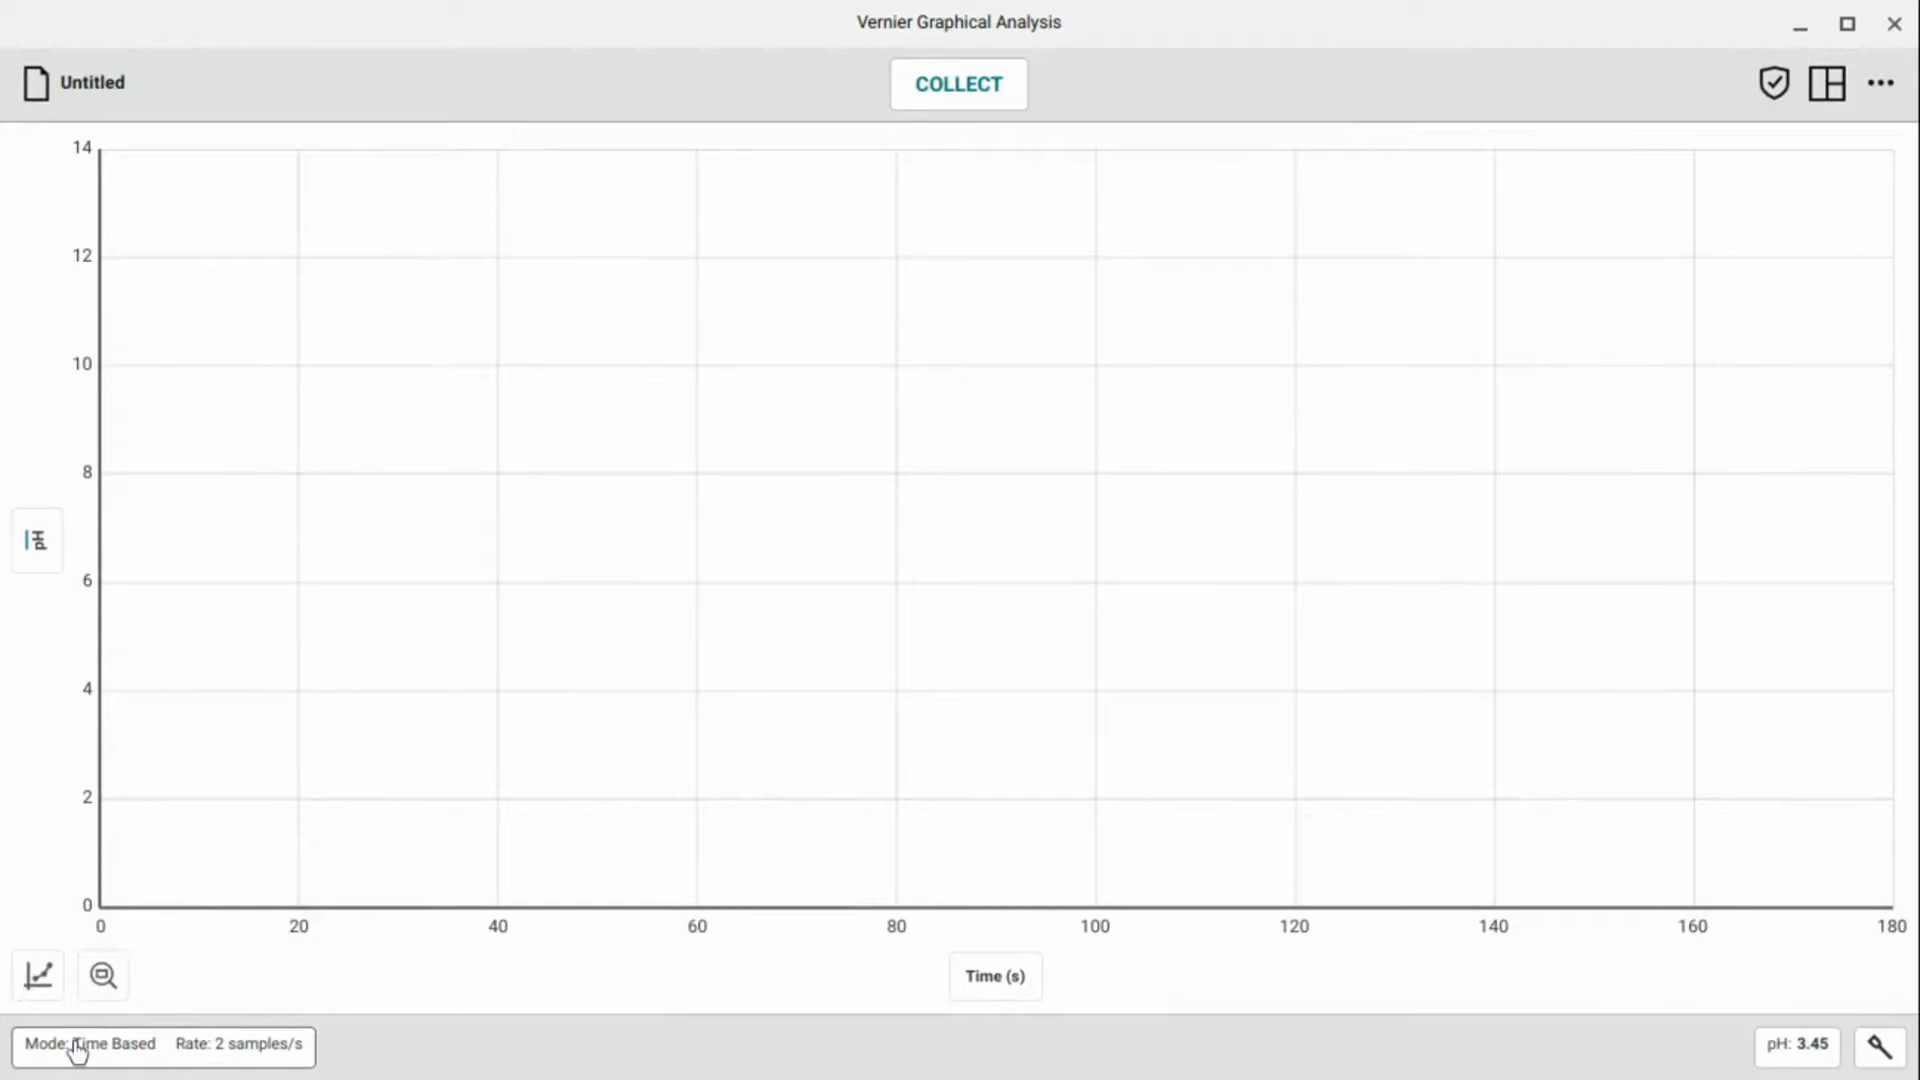 Vernier Graphical Analysis
Untitled
COLLECT
14
12
10
8
6
4
2
0
pH
0 20 40 60 80 100 120 140 160 180
Time (s)
Mode: Time Based Rate: 2 samples/s
pH: 3.45